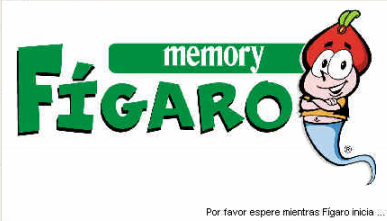 memory
FÍGARO
®
Por favor espere mientras Fígaro inicia ...